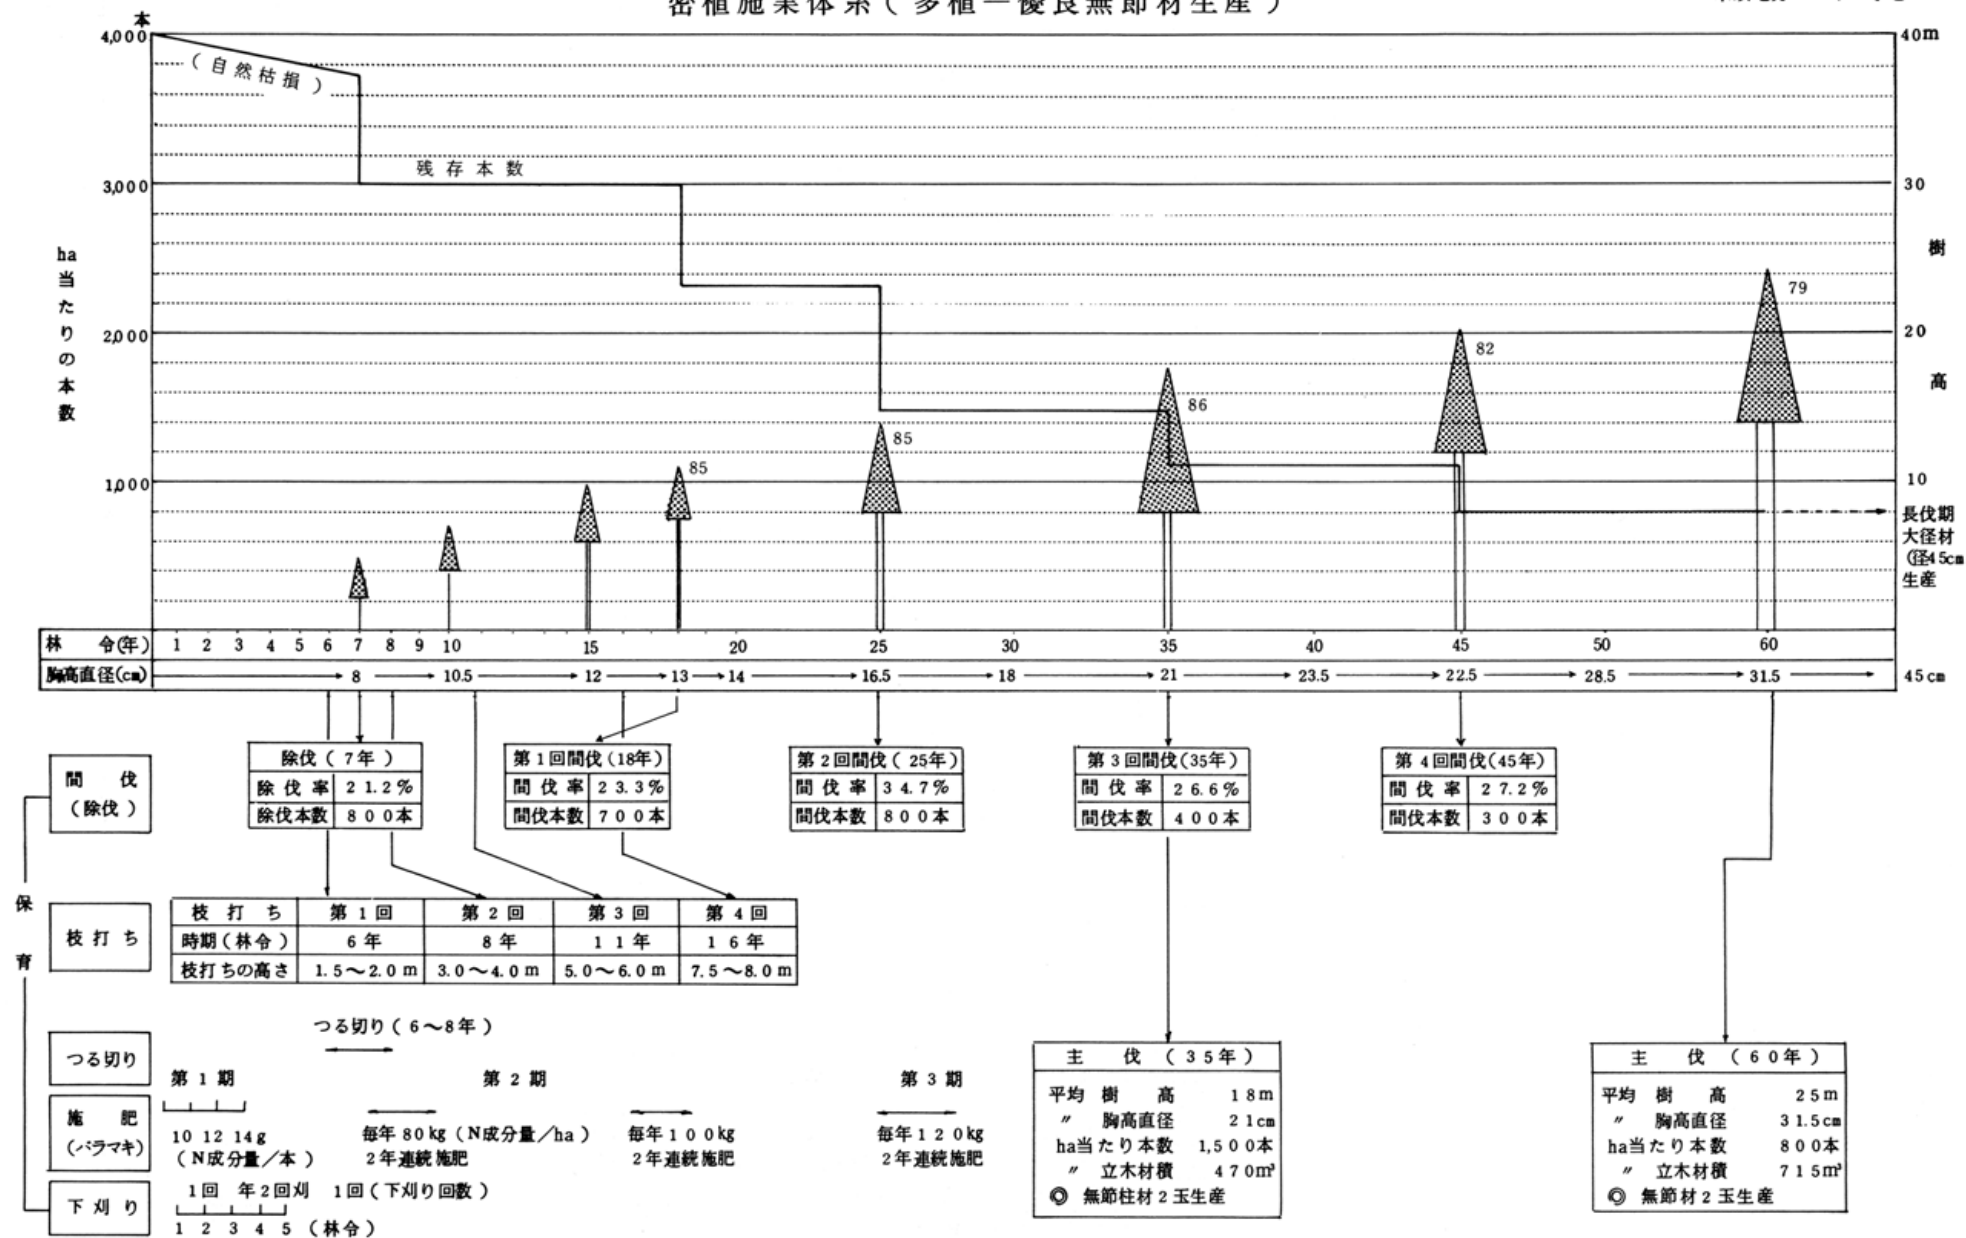 密植施業体系(多植—優良無節材生産)
本
4,000
3,000
2,000
1,000
ha当たりの本数
(自然枯損)
残存本数
85
85
86
82
79
40m
30
20
10
樹高
長伐期
大径材
(径45cm
生産
林令(年) 1 2 3 4 5 6 7 8 9 10 15 20 25 30 35 40 45 50 60
胸高直径(cm) 8 10.5 12 13 14 16.5 18 21 23.5 22.5 28.5 31.5 45cm
間伐
(除伐)
除伐(7年)
除伐率 21.2%
除伐本数 800本
第1回間伐(18年)
間伐率 23.3%
間伐本数 700本
第2回間伐(25年)
間伐率 34.7%
間伐本数 800本
第3回間伐(35年)
間伐率 26.6%
間伐本数 400本
第4回間伐(45年)
間伐率 27.2%
間伐本数 300本
保育
枝打ち
枝打ち 第1回 第2回 第3回 第4回
時期(林令) 6年 8年 11年 16年
枝打ちの高さ 1.5〜2.0m 3.0〜4.0m 5.0〜6.0m 7.5〜8.0m
つる切り
つる切り(6〜8年)
施肥
(バラマキ)
第1期 第2期 第3期
10 12 14g
(N成分量/本)
毎年80kg(N成分量/ha)
2年連続施肥
毎年100kg
2年連続施肥
毎年120kg
2年連続施肥
下刈り
1回 年2回刈 1回(下刈り回数)
1 2 3 4 5 (林令)
主伐(35年)
平均樹高 18m
〃 胸高直径 21cm
ha当たり本数 1,500本
〃 立木材積 470m³
◎ 無節柱材2玉生産
主伐(60年)
平均樹高 25m
〃 胸高直径 31.5cm
ha当たり本数 800本
〃 立木材積 715m³
◎ 無節材2玉生産